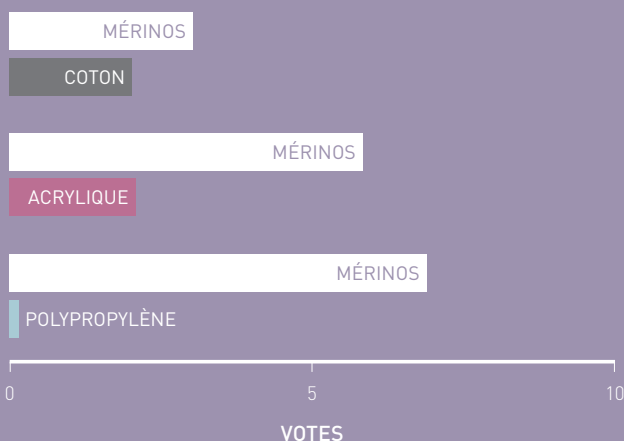 MÉRINOS
COTON
MÉRINOS
ACRYLIQUE
MÉRINOS
POLYPROPYLÈNE
0 5 10
VOTES